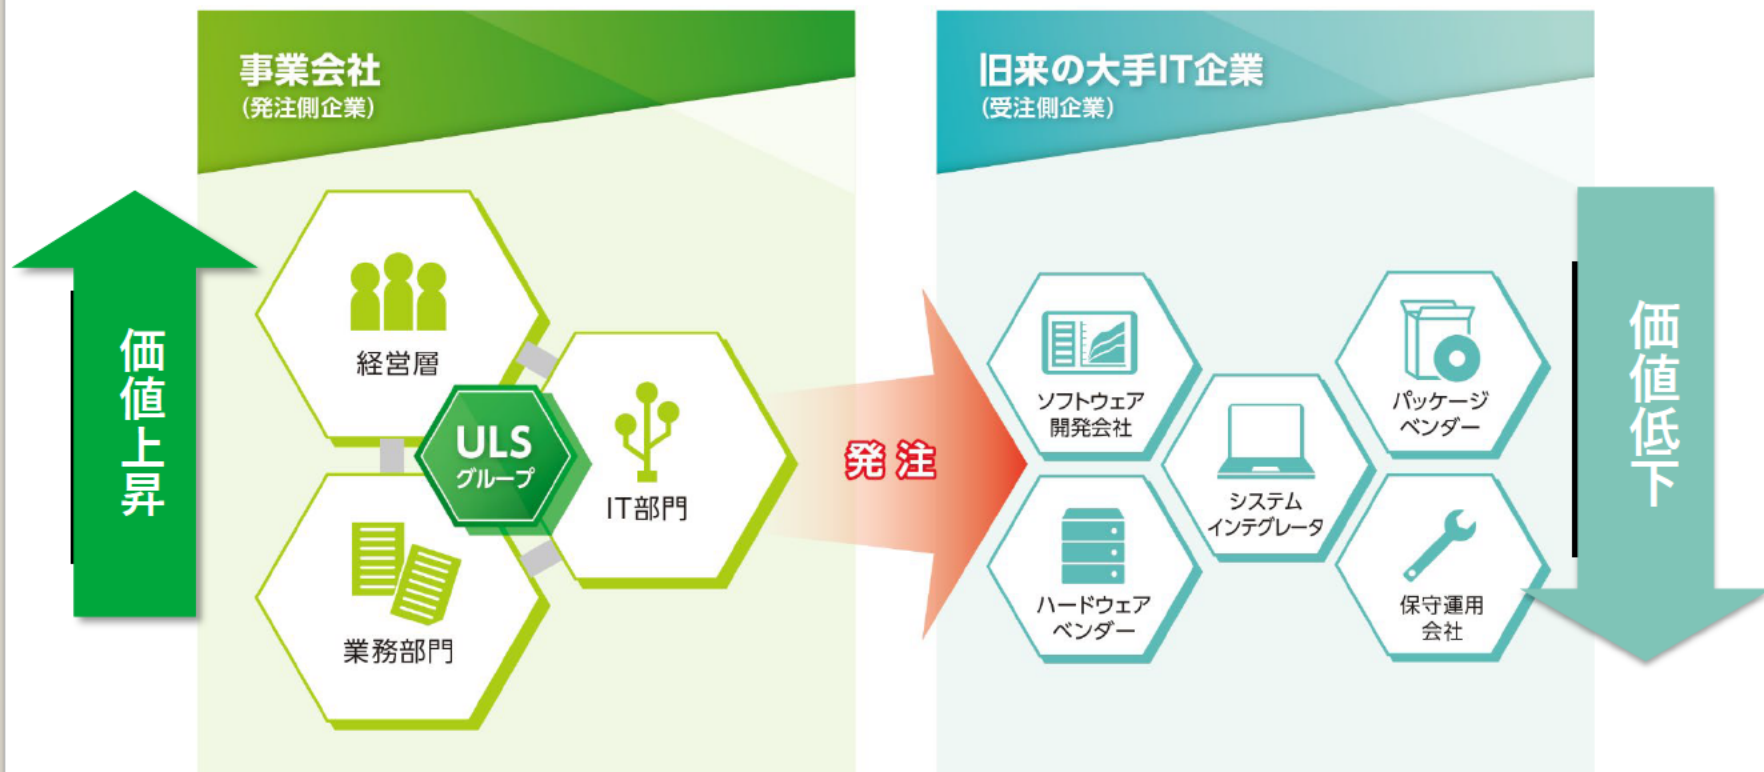 事業会社
(発注側企業)
旧来の大手IT企業
(受注側企業)
価値上昇
経営層
ULS
グループ
IT部門
業務部門
発注
ソフトウェア
開発会社
パッケージ
ベンダー
システム
インテグレータ
ハードウェア
ベンダー
保守運用
会社
価値低下